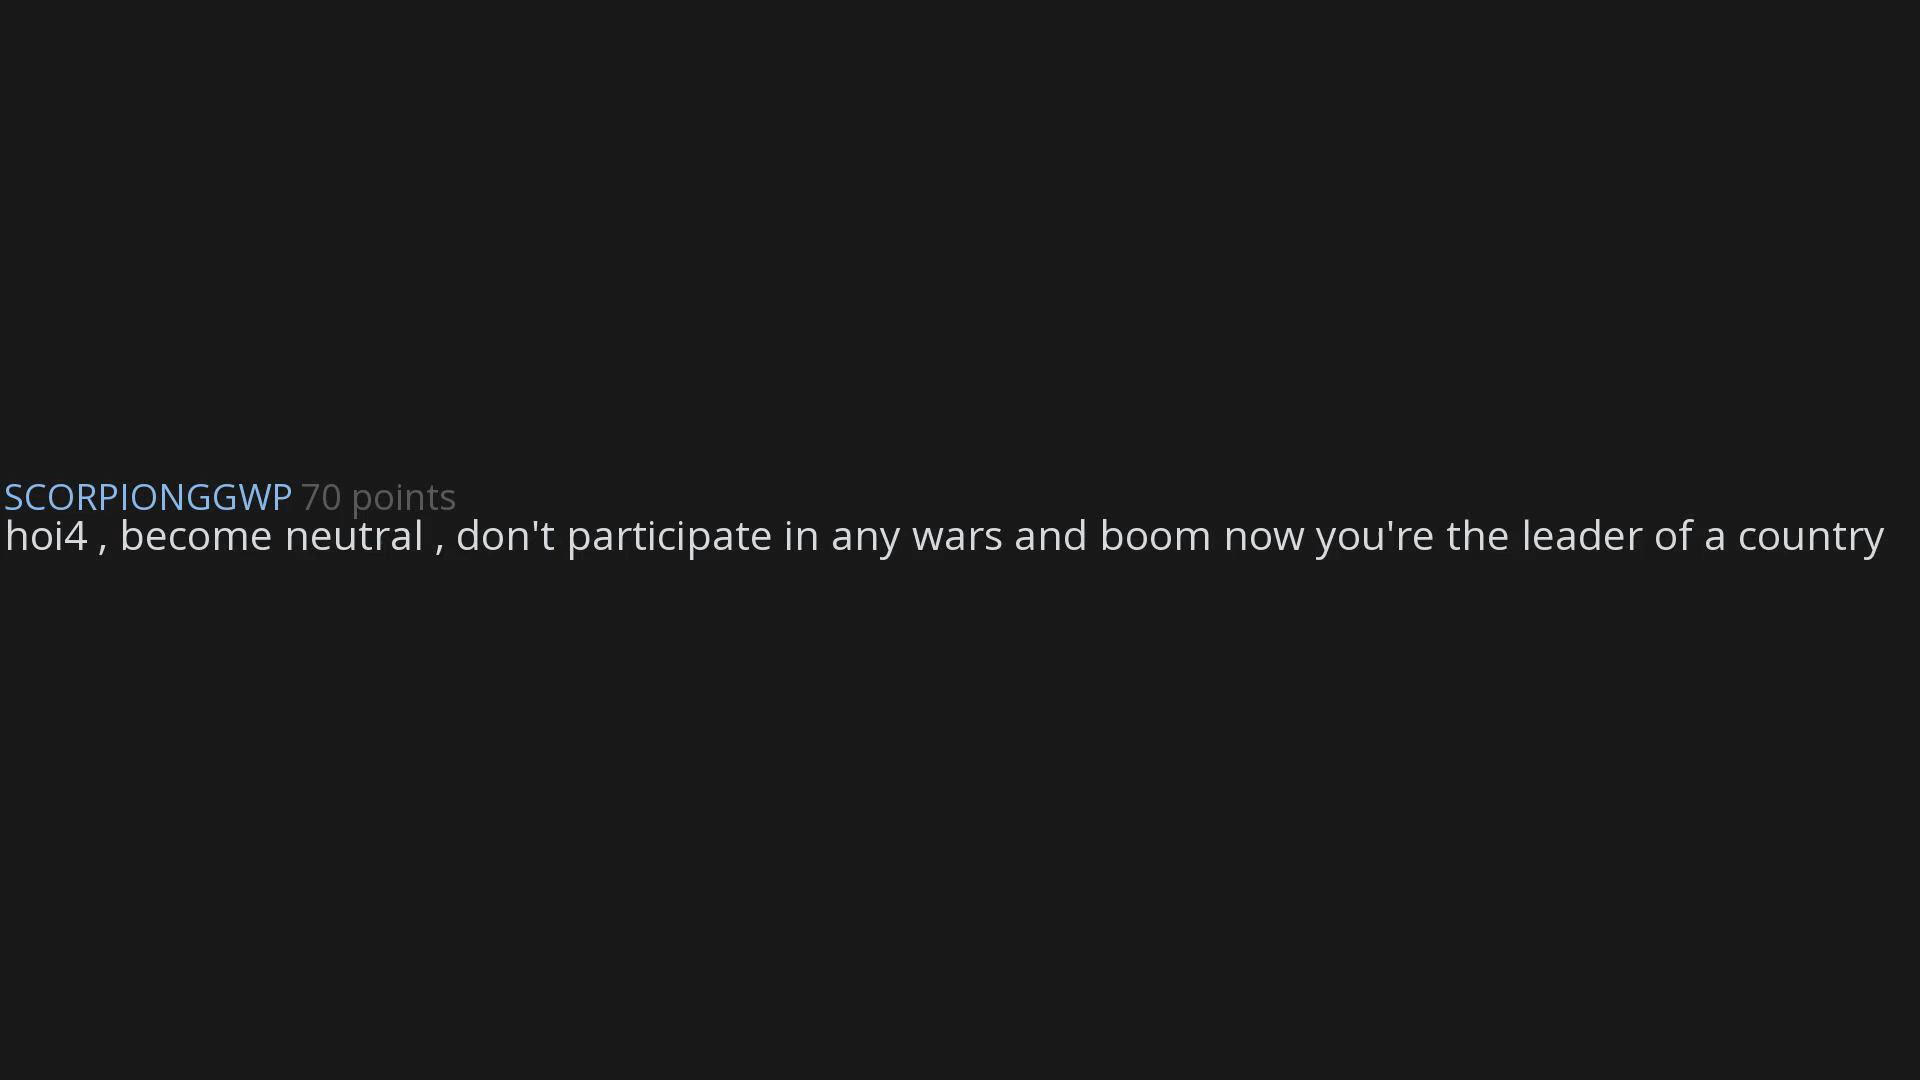 SCORPIONGGWP 70 points
hoi4 , become neutral , don't participate in any wars and boom now you're the leader of a country